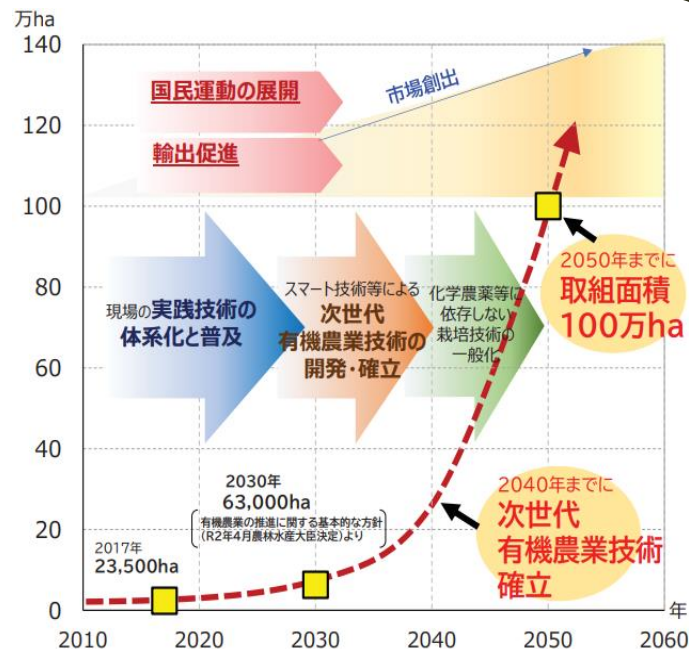 万ha
140
120
100
80
60
40
20
0
国民運動の展開
輸出促進
市場創出
現場の実践技術の
体系化と普及
スマート技術等による
次世代
有機農業技術の
開発・確立
化学農薬等に
依存しない
栽培技術の
一般化
2050年までに
取組面積
100万ha
2040年までに
次世代
有機農業技術
確立
2030年
63,000ha
有機農業の推進に関する基本的な方針
(R2年4月農林水産大臣決定)より
2017年
23,500ha
2010
2020
2030
2040
2050
2060
年